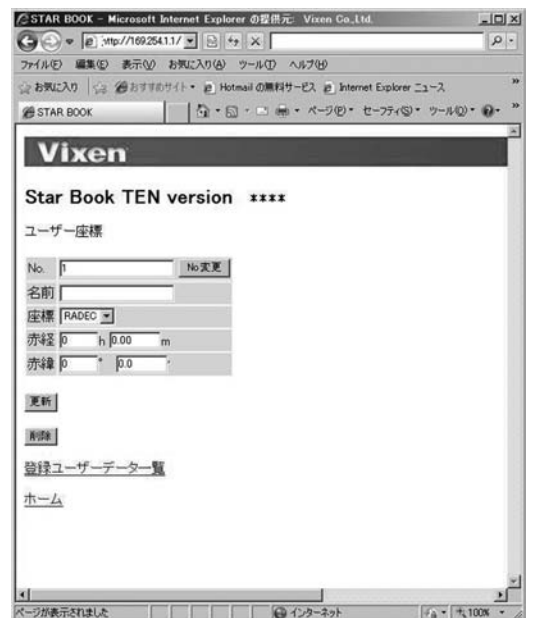 STAR BOOK - Microsoft Internet Explorer の提供元: Vixen Co.,Ltd.
http://169.254.1.1/
ファイル(F) 編集(E) 表示(V) お気に入り(A) ツール(T) ヘルプ(H)
お気に入り おすすめサイト Hotmail の無料サービス Internet Explorer ニュース »
STAR BOOK ページ(P) セーフティ(S) ツール(O) »
Vixen
Star Book TEN version ****
ユーザー座標
No. 1 No変更
名前
座標 RADEC
赤経 0 h 0.00 m
赤緯 0 ° 0.0 ′
更新
削除
登録ユーザーデータ一覧
ホーム
ページが表示されました インターネット 100%